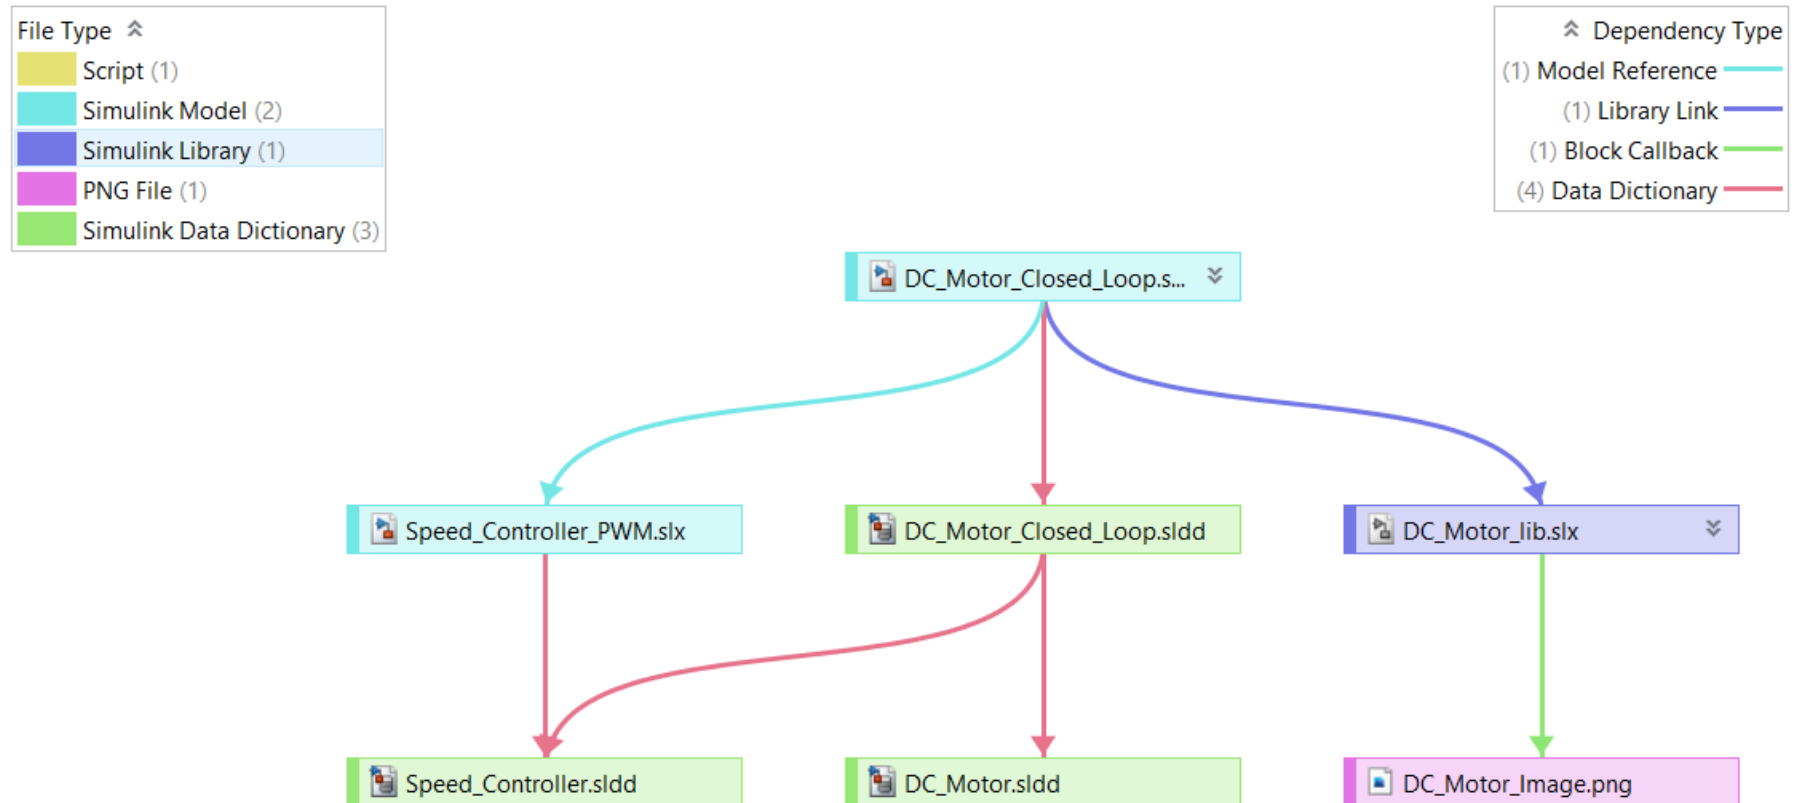 File Type
Script (1)
Simulink Model (2)
Simulink Library (1)
PNG File (1)
Simulink Data Dictionary (3)
Dependency Type
(1) Model Reference
(1) Library Link
(1) Block Callback
(4) Data Dictionary
DC_Motor_Closed_Loop.s...
Speed_Controller_PWM.slx
DC_Motor_Closed_Loop.sldd
DC_Motor_lib.slx
Speed_Controller.sldd
DC_Motor.sldd
DC_Motor_Image.png